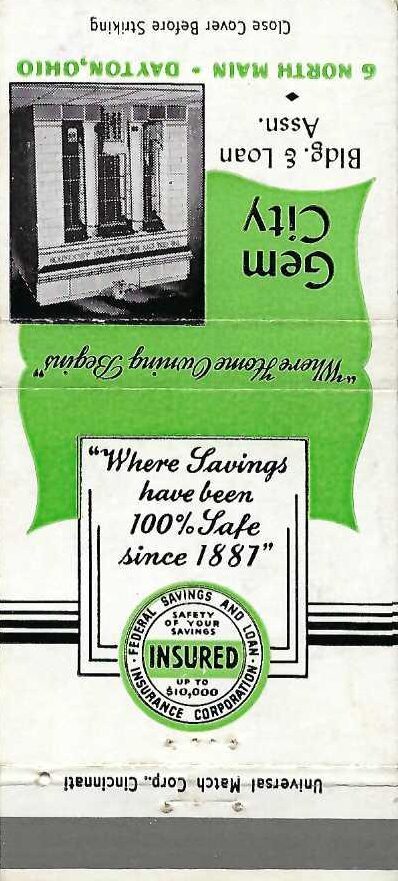 Close Cover Before Striking
6 NORTH MAIN • DAYTON, OHIO
Bldg. & Loan
Assn.
Gem
City
"Where Home Owning Begins"
"Where Savings
have been
100% Safe
since 1887"
FEDERAL SAVINGS AND LOAN INSURANCE CORPORATION
SAFETY
OF YOUR
SAVINGS
INSURED
UP TO
$10,000
Universal Match Corp., Cincinnati